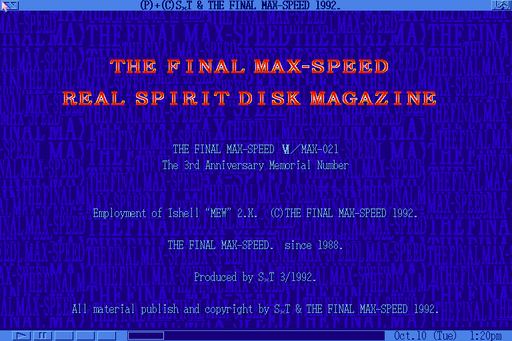 (P)+(C)S.T & THE FINAL MAX-SPEED 1992.
THE FINAL MAX-SPEED
REAL SPIRIT DISK MAGAZINE
THE FINAL MAX-SPEED Ⅶ/MAX-021
The 3rd Anniversary Memorial Number
Employment of Ishell “MEW” 2.X. (C)THE FINAL MAX-SPEED 1992.
THE FINAL MAX-SPEED. since 1988.
Produced by S.T 3/1992.
All material publish and copyright by S.T & THE FINAL MAX-SPEED 1992.
Oct.10 (Tue) 1:20pm